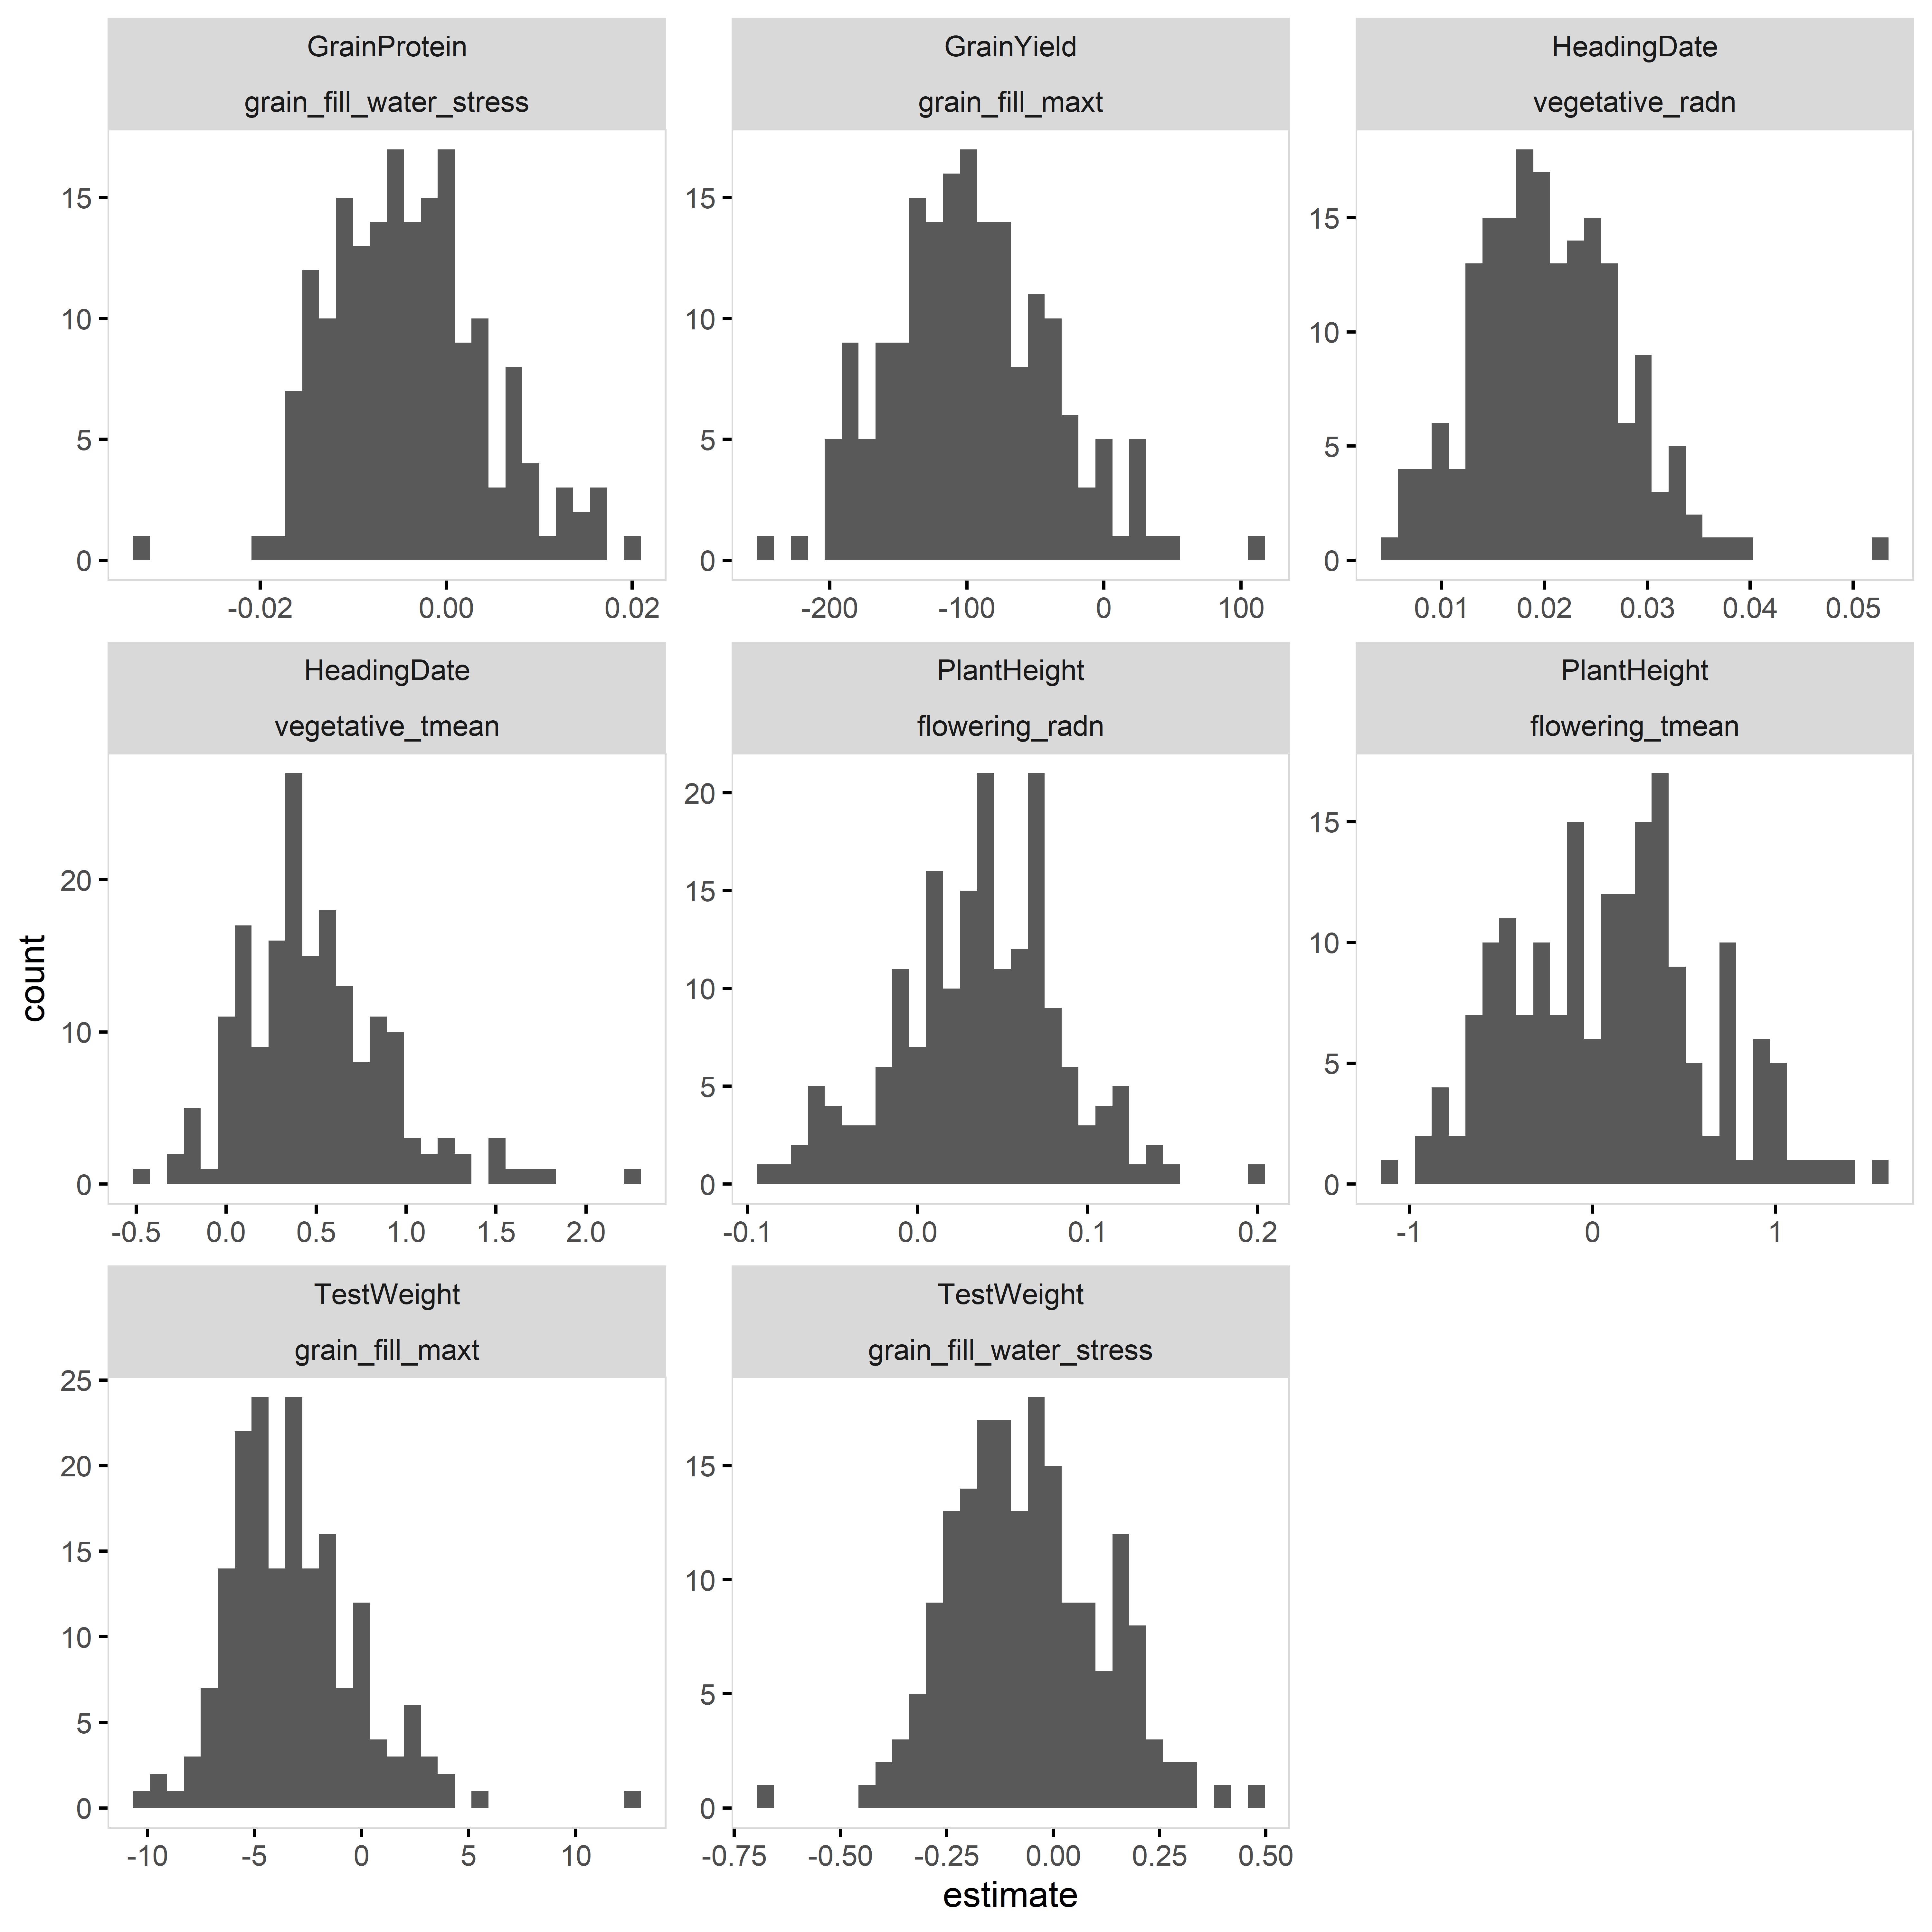 GrainProtein
grain_fill_water_stress
15
10
5
0
-0.02 0.00 0.02
GrainYield
grain_fill_maxt
15
10
5
0
-200 -100 0 100
HeadingDate
vegetative_radn
15
10
5
0
0.01 0.02 0.03 0.04 0.05
HeadingDate
vegetative_tmean
20
10
0
-0.5 0.0 0.5 1.0 1.5 2.0
PlantHeight
flowering_radn
20
15
10
5
0
-0.1 0.0 0.1 0.2
PlantHeight
flowering_tmean
15
10
5
0
-1 0 1
TestWeight
grain_fill_maxt
25
20
15
10
5
0
-10 -5 0 5 10
TestWeight
grain_fill_water_stress
15
10
5
0
-0.75 -0.50 -0.25 0.00 0.25 0.50
count
estimate